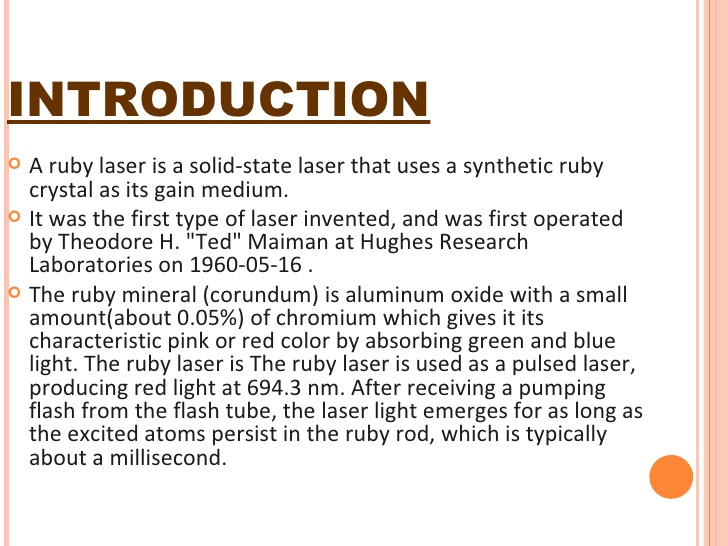 INTRODUCTION
A ruby laser is a solid-state laser that uses a synthetic ruby
crystal as its gain medium.
It was the first type of laser invented, and was first operated
by Theodore H. "Ted" Maiman at Hughes Research
Laboratories on 1960-05-16 .
The ruby mineral (corundum) is aluminum oxide with a small
amount(about 0.05%) of chromium which gives it its
characteristic pink or red color by absorbing green and blue
light. The ruby laser is The ruby laser is used as a pulsed laser,
producing red light at 694.3 nm. After receiving a pumping
flash from the flash tube, the laser light emerges for as long as
the excited atoms persist in the ruby rod, which is typically
about a millisecond.